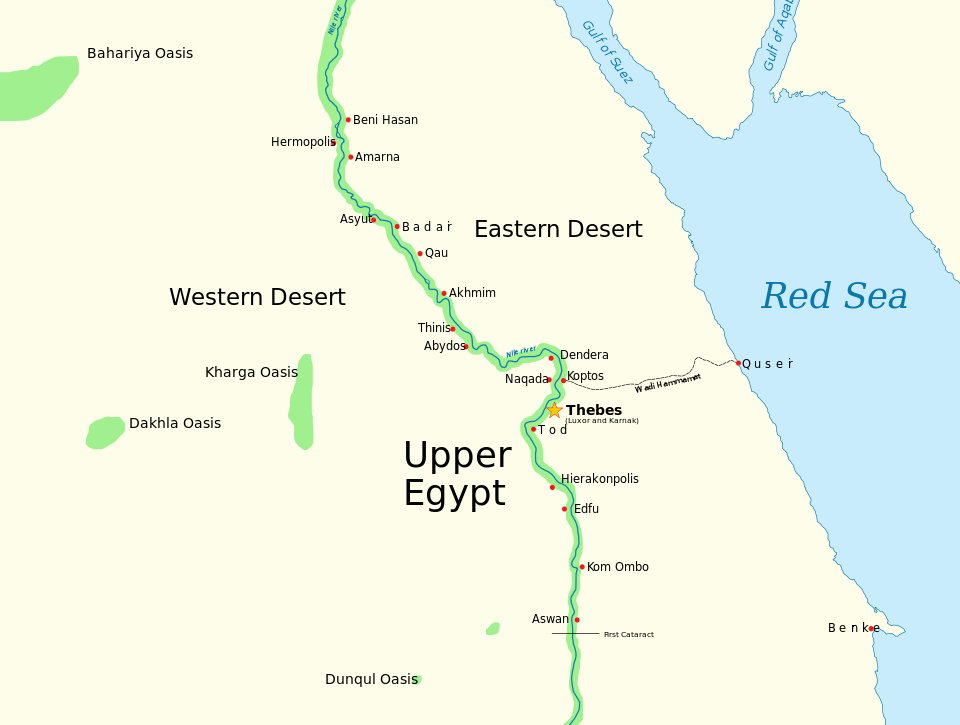 Nile river
Gulf of Suez
Gulf of Aqab
Bahariya Oasis
Beni Hasan
Hermopolis
Amarna
Asyut
Badari
Eastern Desert
Qau
Western Desert
Akhmim
Red Sea
Thinis
Abydos
Nile river
Dendera
Quseir
Kharga Oasis
Naqada
Koptos
Wadi Hammamat
Thebes
(Luxor and Karnak)
Dakhla Oasis
Tod
Upper
Egypt
Hierakonpolis
Edfu
Kom Ombo
Aswan
First Cataract
Benke
Dunqul Oasis